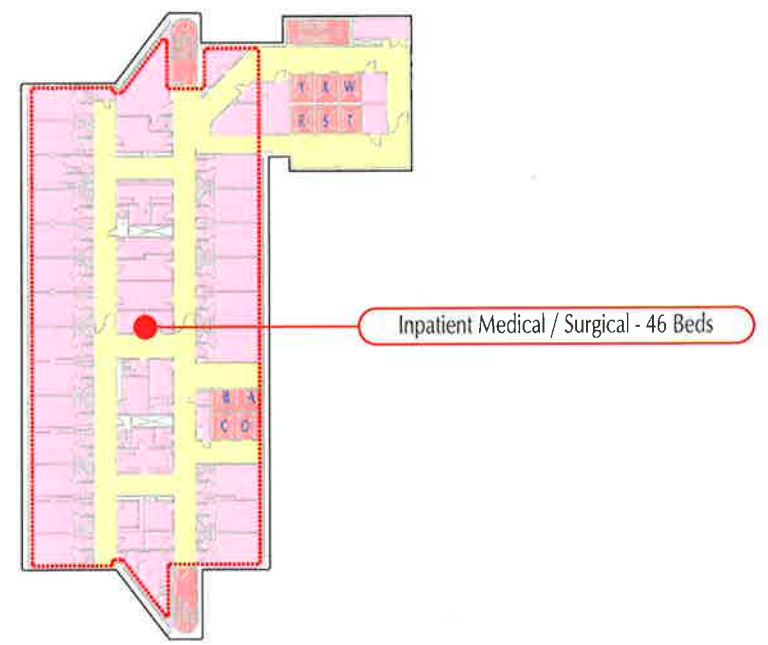 Y X W
R S T
Inpatient Medical / Surgical - 46 Beds
B A
C D